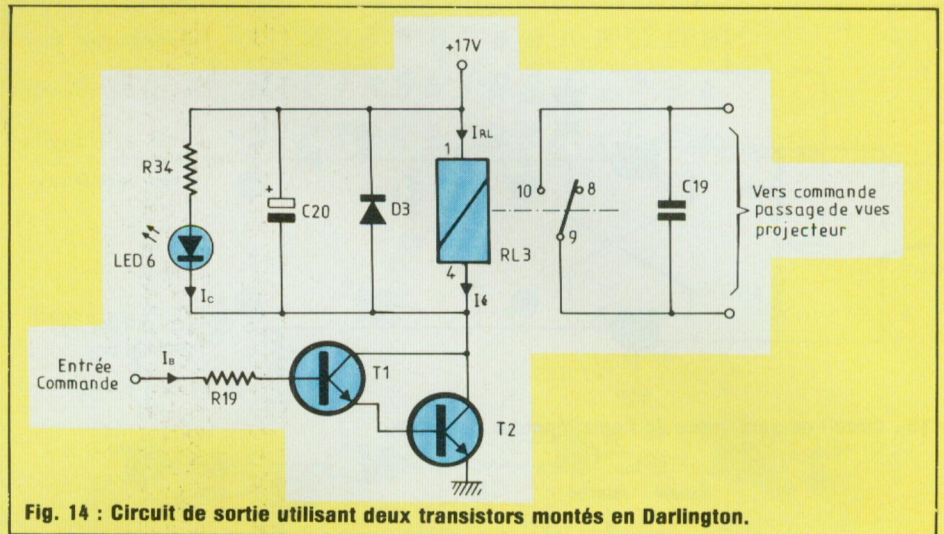 +17V
R34
+
C20
D3
IRL
1
10
8
9
C19
Vers commande
passage de vues
projecteur
LED 6
4
RL3
IC
Entrée
Commande
IB
R19
T1
T2
Fig. 14 : Circuit de sortie utilisant deux transistors montés en Darlington.